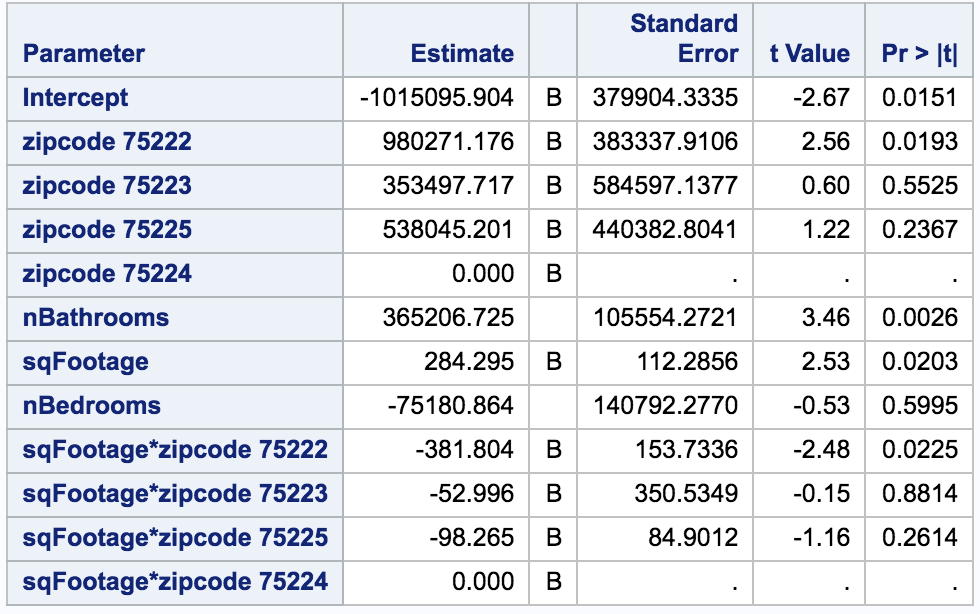 Parameter Estimate Standard Error t Value Pr > |t|
Intercept -1015095.904 B 379904.3335 -2.67 0.0151
zipcode 75222 980271.176 B 383337.9106 2.56 0.0193
zipcode 75223 353497.717 B 584597.1377 0.60 0.5525
zipcode 75225 538045.201 B 440382.8041 1.22 0.2367
zipcode 75224 0.000 B . . .
nBathrooms 365206.725 105554.2721 3.46 0.0026
sqFootage 284.295 B 112.2856 2.53 0.0203
nBedrooms -75180.864 140792.2770 -0.53 0.5995
sqFootage*zipcode 75222 -381.804 B 153.7336 -2.48 0.0225
sqFootage*zipcode 75223 -52.996 B 350.5349 -0.15 0.8814
sqFootage*zipcode 75225 -98.265 B 84.9012 -1.16 0.2614
sqFootage*zipcode 75224 0.000 B . . .